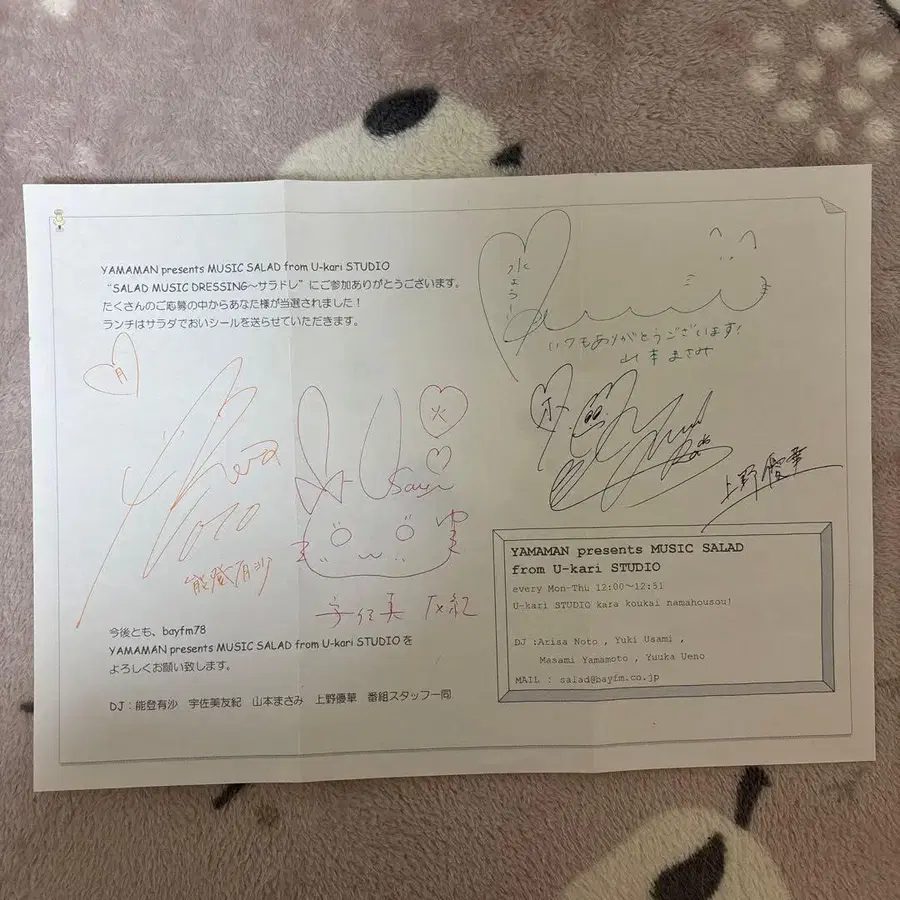 YAMAMAN presents MUSIC SALAD from U-kari STUDIO
“SALAD MUSIC DRESSING～サラドレ”にご参加ありがとうございます。
たくさんのご応募の中からあなた様が当選されました！
ランチはサラダでおいシールを送らせていただきます。
月
Noto
能登有沙
火
ゆき
宇佐美友紀
水よう
いつもありがとうございます!
山本まさみ
木
上野優華
今後とも、bayfm78
YAMAMAN presents MUSIC SALAD from U-kari STUDIO を
よろしくお願い致します。
DJ：能登有沙　宇佐美友紀　山本まさみ　上野優華　番組スタッフ一同
YAMAMAN presents MUSIC SALAD
from U-kari STUDIO
every Mon-Thu 12:00～12:51
U-kari STUDIO kara koukai namahousou!
DJ :Arisa Noto , Yuki Usami ,
Masami Yamamoto , Yuuka Ueno
MAIL : salad@bayfm.co.jp